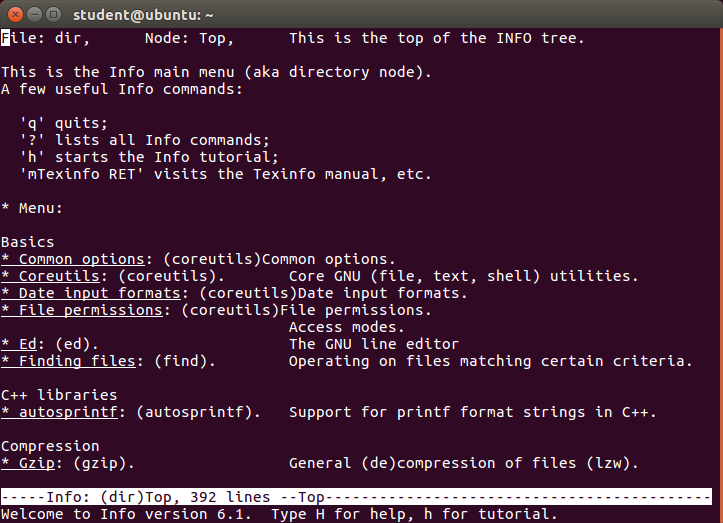 student@ubuntu: ~
File: dir,      Node: Top,      This is the top of the INFO tree.
This is the Info main menu (aka directory node).
A few useful Info commands:
  'q' quits;
  '?' lists all Info commands;
  'h' starts the Info tutorial;
  'mTexinfo RET' visits the Texinfo manual, etc.
* Menu:
Basics
* Common options: (coreutils)Common options.
* Coreutils: (coreutils).       Core GNU (file, text, shell) utilities.
* Date input formats: (coreutils)Date input formats.
* File permissions: (coreutils)File permissions.
                                Access modes.
* Ed: (ed).                     The GNU line editor
* Finding files: (find).        Operating on files matching certain criteria.
C++ libraries
* autosprintf: (autosprintf).   Support for printf format strings in C++.
Compression
* Gzip: (gzip).                 General (de)compression of files (lzw).
-----Info: (dir)Top, 392 lines --Top-------------------------------------------
Welcome to Info version 6.1.  Type H for help, h for tutorial.